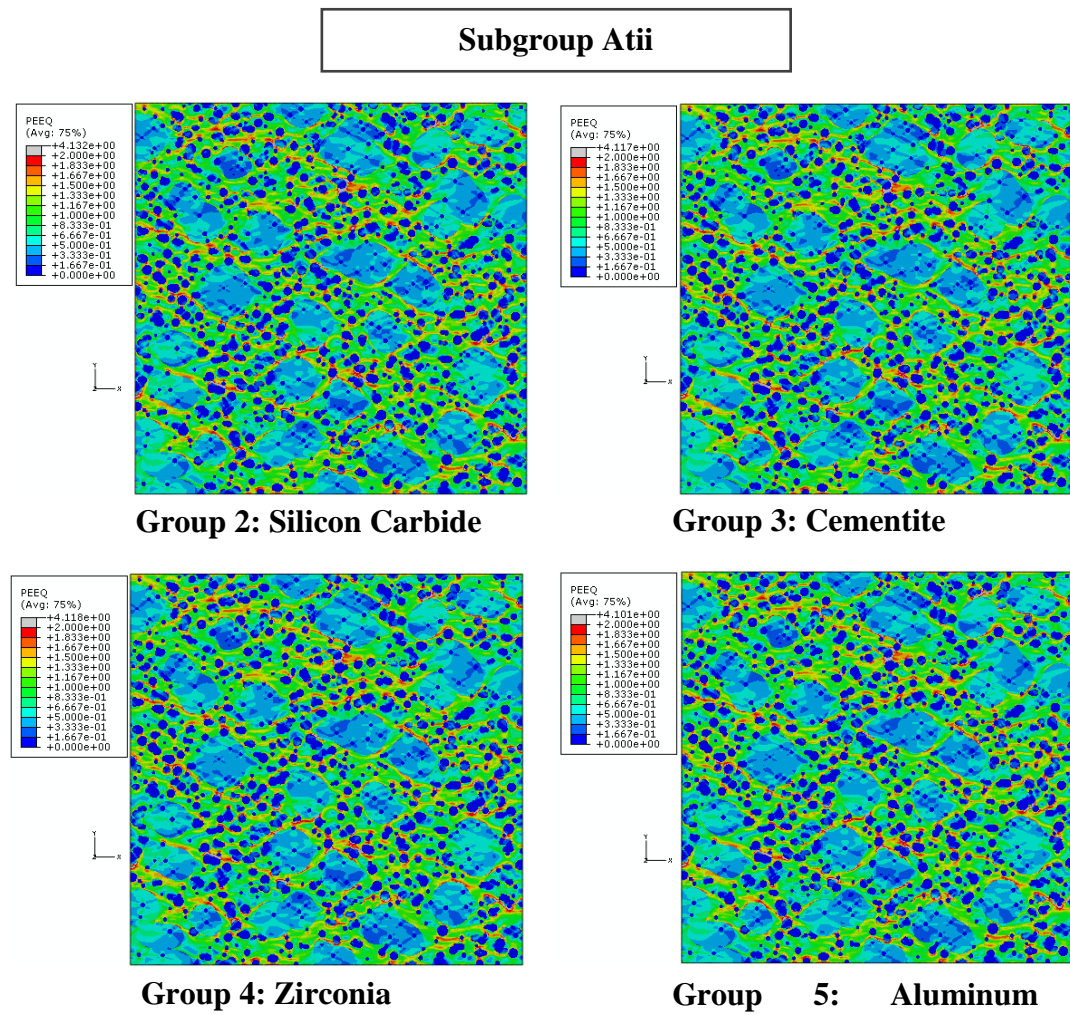 Subgroup Atii
PEEQ
(Avg: 75%)
+4.132e+00
+2.000e+00
+1.833e+00
+1.667e+00
+1.500e+00
+1.333e+00
+1.167e+00
+1.000e+00
+8.333e-01
+6.667e-01
+5.000e-01
+3.333e-01
+1.667e-01
+0.000e+00
Y
Z X
Group 2: Silicon Carbide
PEEQ
(Avg: 75%)
+4.117e+00
+2.000e+00
+1.833e+00
+1.667e+00
+1.500e+00
+1.333e+00
+1.167e+00
+1.000e+00
+8.333e-01
+6.667e-01
+5.000e-01
+3.333e-01
+1.667e-01
+0.000e+00
Y
Z X
Group 3: Cementite
PEEQ
(Avg: 75%)
+4.118e+00
+2.000e+00
+1.833e+00
+1.667e+00
+1.500e+00
+1.333e+00
+1.167e+00
+1.000e+00
+8.333e-01
+6.667e-01
+5.000e-01
+3.333e-01
+1.667e-01
+0.000e+00
Y
Z X
Group 4: Zirconia
PEEQ
(Avg: 75%)
+4.101e+00
+2.000e+00
+1.833e+00
+1.667e+00
+1.500e+00
+1.333e+00
+1.167e+00
+1.000e+00
+8.333e-01
+6.667e-01
+5.000e-01
+3.333e-01
+1.667e-01
+0.000e+00
Y
Z X
Group 5: Aluminum